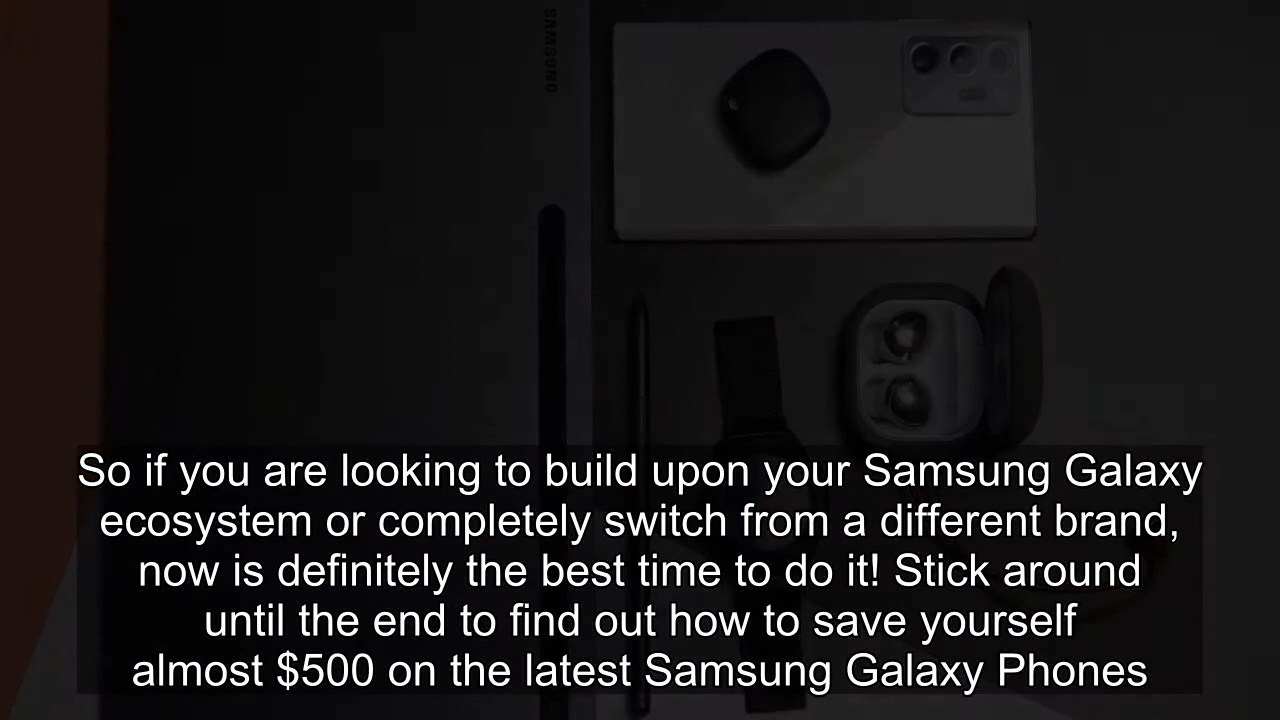 SAMSUNG
So if you are looking to build upon your Samsung Galaxy
ecosystem or completely switch from a different brand,
now is definitely the best time to do it! Stick around
until the end to find out how to save yourself
almost $500 on the latest Samsung Galaxy Phones